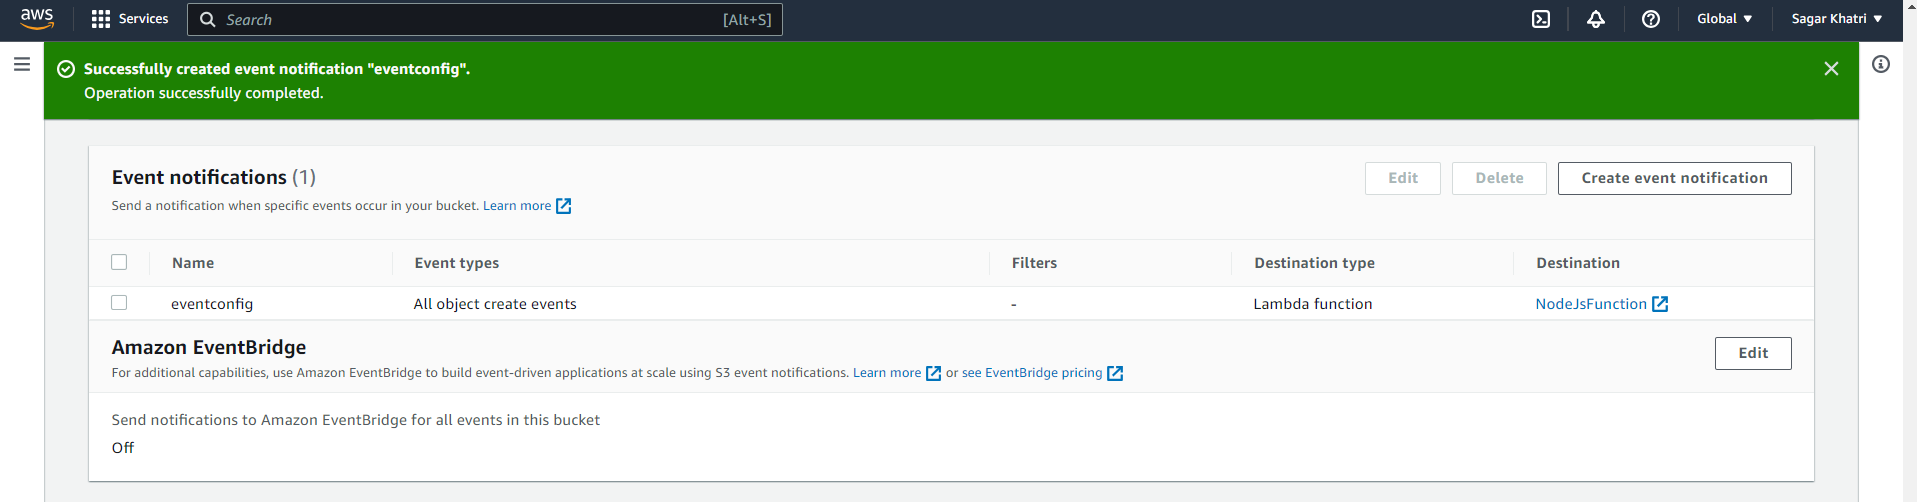 aws Services Search [Alt+S] Global ▼ Sagar Khatri ▼
Successfully created event notification "eventconfig".
Operation successfully completed.
Event notifications (1) Edit Delete Create event notification
Send a notification when specific events occur in your bucket. Learn more
Name Event types Filters Destination type Destination
eventconfig All object create events - Lambda function NodeJsFunction
Amazon EventBridge Edit
For additional capabilities, use Amazon EventBridge to build event-driven applications at scale using S3 event notifications. Learn more or see EventBridge pricing
Send notifications to Amazon EventBridge for all events in this bucket
Off